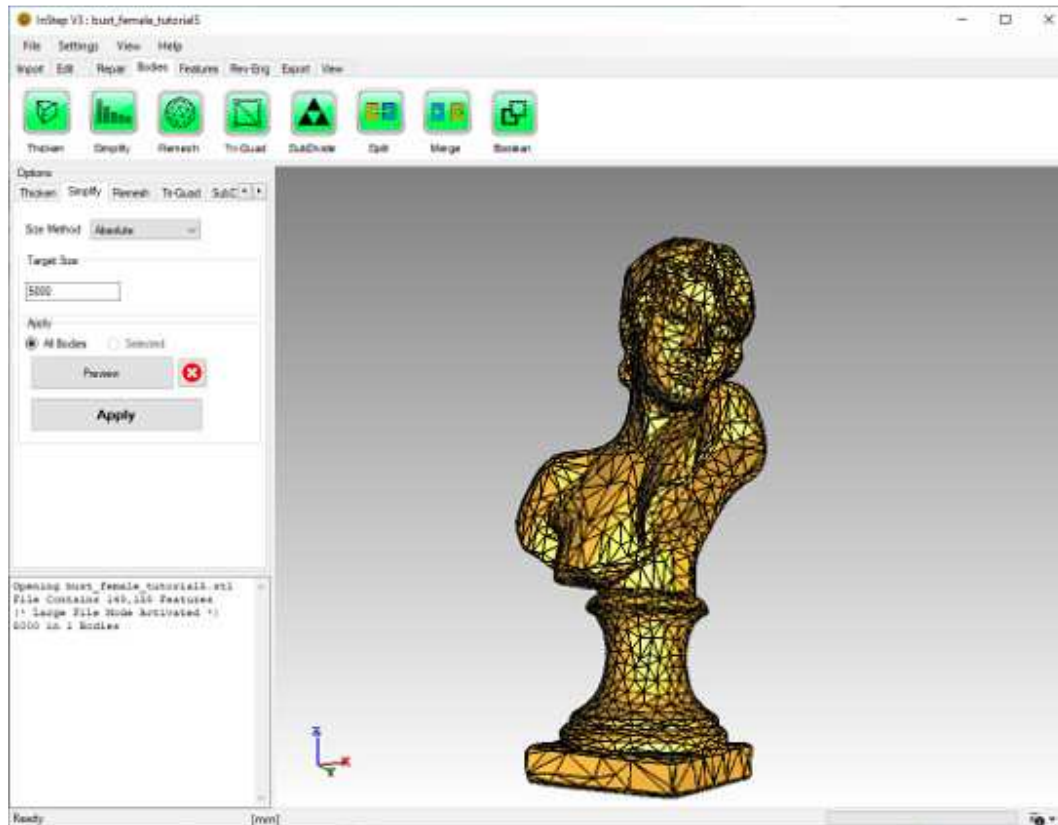 InStep V3 : bust_female_tutorial5
File Settings View Help
Import Edit Repair Bodies Features Rev-Eng Export View
Thicken Simplify Remesh Tri-Quad SubDivide Split Merge Boolean
Options
Thicken Simplify Remesh Tri-Quad SubD
Size Method Absolute
Target Size
5000
Apply
All Bodies Selected
Preview
Apply
Opening bust_female_tutorial5.stl
File Contains Features
(* Large File Mode Activated *)
5000 in 1 Bodies
Z
X
Y
Ready [mm]